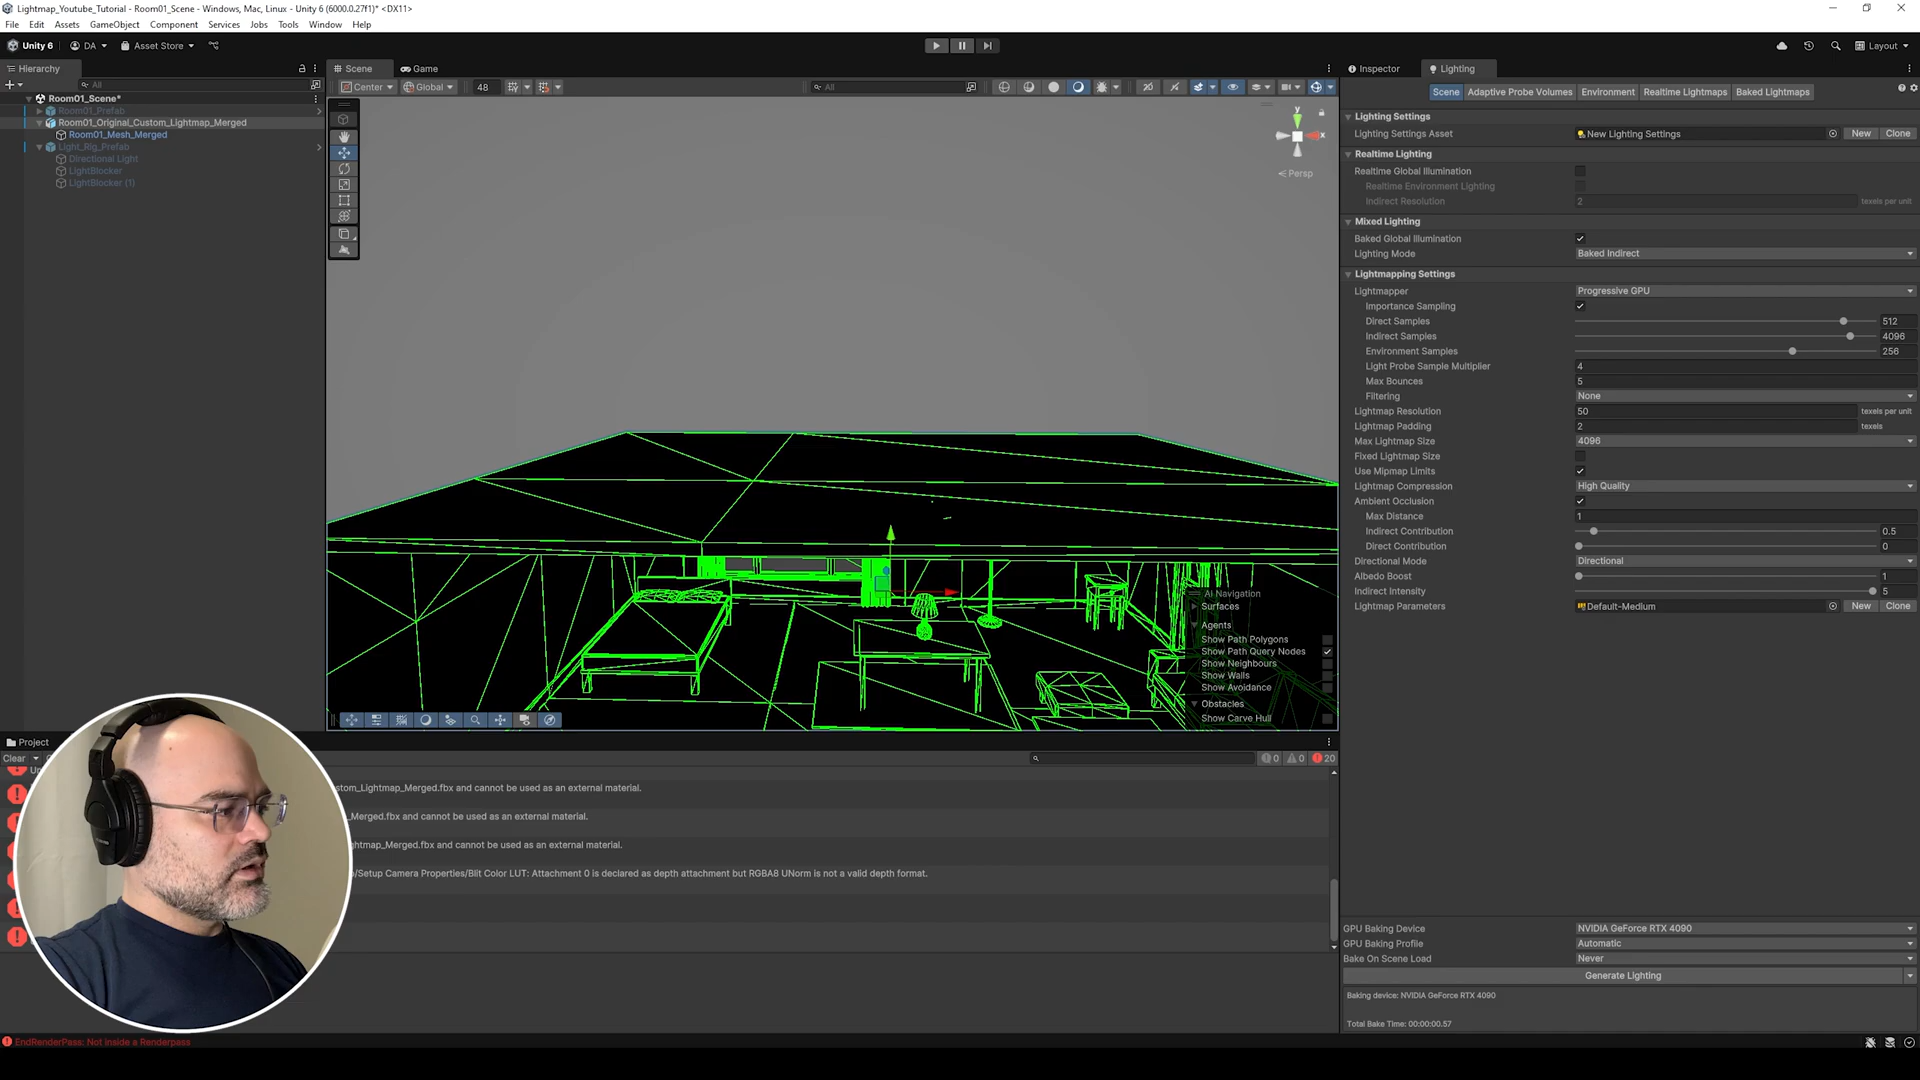 Lightmap_Youtube_Tutorial - Room01_Scene - Windows, Mac, Linux - Unity 6 (6000.0.27f1)* <DX11>
File Edit Assets GameObject Component Services Jobs Tools Window Help
Unity 6 DA Asset Store Layout
Hierarchy
All
Room01_Scene*
Room01_Prefab
Room01_Original_Custom_Lightmap_Merged
Room01_Mesh_Merged
Light_Rig_Prefab
Directional Light
LightBlocker
LightBlocker (1)
Scene Game
Center Global 48 All 2D
y
x
Persp
AI Navigation
Surfaces
Agents
Show Path Polygons
Show Path Query Nodes
Show Neighbours
Show Walls
Show Avoidance
Obstacles
Show Carve Hull
Inspector Lighting
Scene Adaptive Probe Volumes Environment Realtime Lightmaps Baked Lightmaps
Lighting Settings
Lighting Settings Asset New Lighting Settings New Clone
Realtime Lighting
Realtime Global Illumination
Realtime Environment Lighting
Indirect Resolution 2 texels per unit
Mixed Lighting
Baked Global Illumination
Lighting Mode Baked Indirect
Lightmapping Settings
Lightmapper Progressive GPU
Importance Sampling
Direct Samples 512
Indirect Samples 4096
Environment Samples 256
Light Probe Sample Multiplier 4
Max Bounces 5
Filtering None
Lightmap Resolution 50 texels per unit
Lightmap Padding 2 texels
Max Lightmap Size 4096
Fixed Lightmap Size
Use Mipmap Limits
Lightmap Compression High Quality
Ambient Occlusion
Max Distance 1
Indirect Contribution 0.5
Direct Contribution 0
Directional Mode Directional
Albedo Boost 1
Indirect Intensity 5
Lightmap Parameters Default-Medium New Clone
GPU Baking Device NVIDIA GeForce RTX 4090
GPU Baking Profile Automatic
Bake On Scene Load Never
Generate Lighting
Baking device: NVIDIA GeForce RTX 4090
Total Bake Time: 00:00:00.57
Project
Clear 0 0 20
stom_Lightmap_Merged.fbx and cannot be used as an external material.
_Merged.fbx and cannot be used as an external material.
ghtmap_Merged.fbx and cannot be used as an external material.
/Setup Camera Properties/Blit Color LUT: Attachment 0 is declared as depth attachment but RGBA8 UNorm is not a valid depth format.
EndRenderPass: Not inside a Renderpass